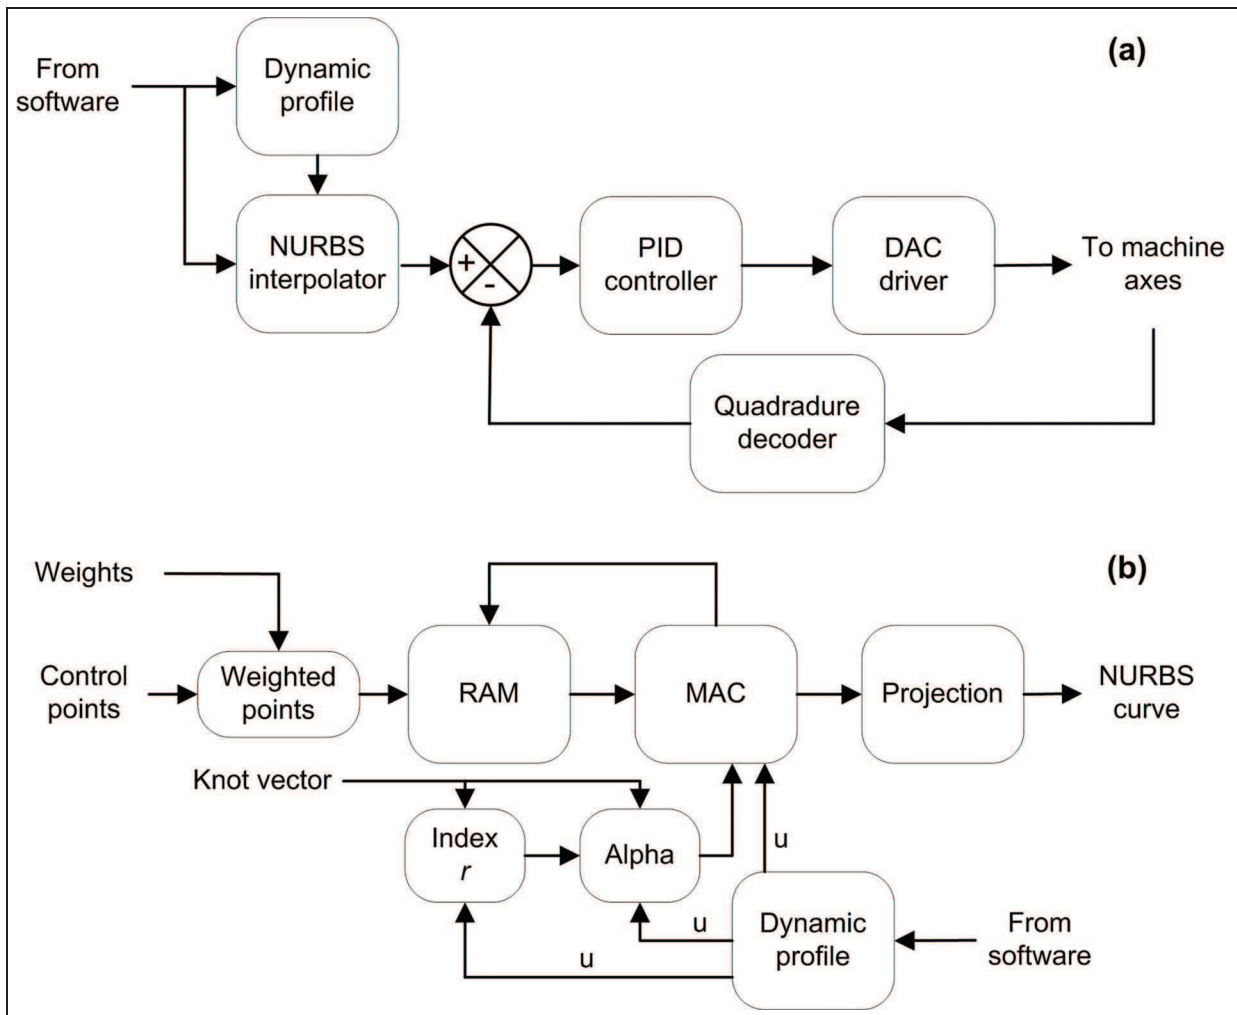 (a)
From
software
Dynamic
profile
NURBS
interpolator
+
-
PID
controller
DAC
driver
To machine
axes
Quadradure
decoder
(b)
Weights
Control
points
Weighted
points
RAM
MAC
Projection
NURBS
curve
Knot vector
Index
r
Alpha
u
u
u
Dynamic
profile
From
software